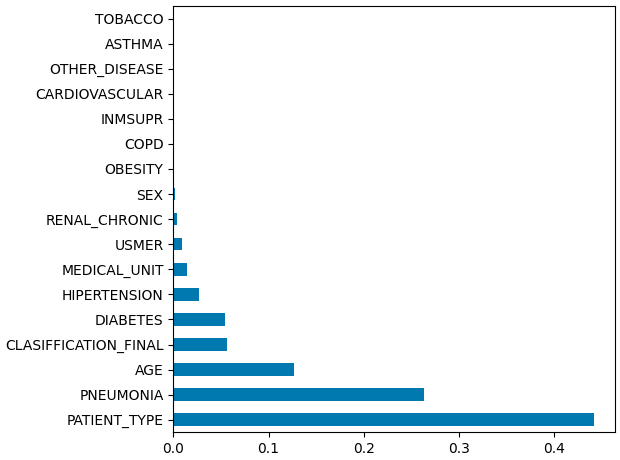 TOBACCO
ASTHMA
OTHER_DISEASE
CARDIOVASCULAR
INMSUPR
COPD
OBESITY
SEX
RENAL_CHRONIC
USMER
MEDICAL_UNIT
HIPERTENSION
DIABETES
CLASIFFICATION_FINAL
AGE
PNEUMONIA
PATIENT_TYPE
0.0 0.1 0.2 0.3 0.4